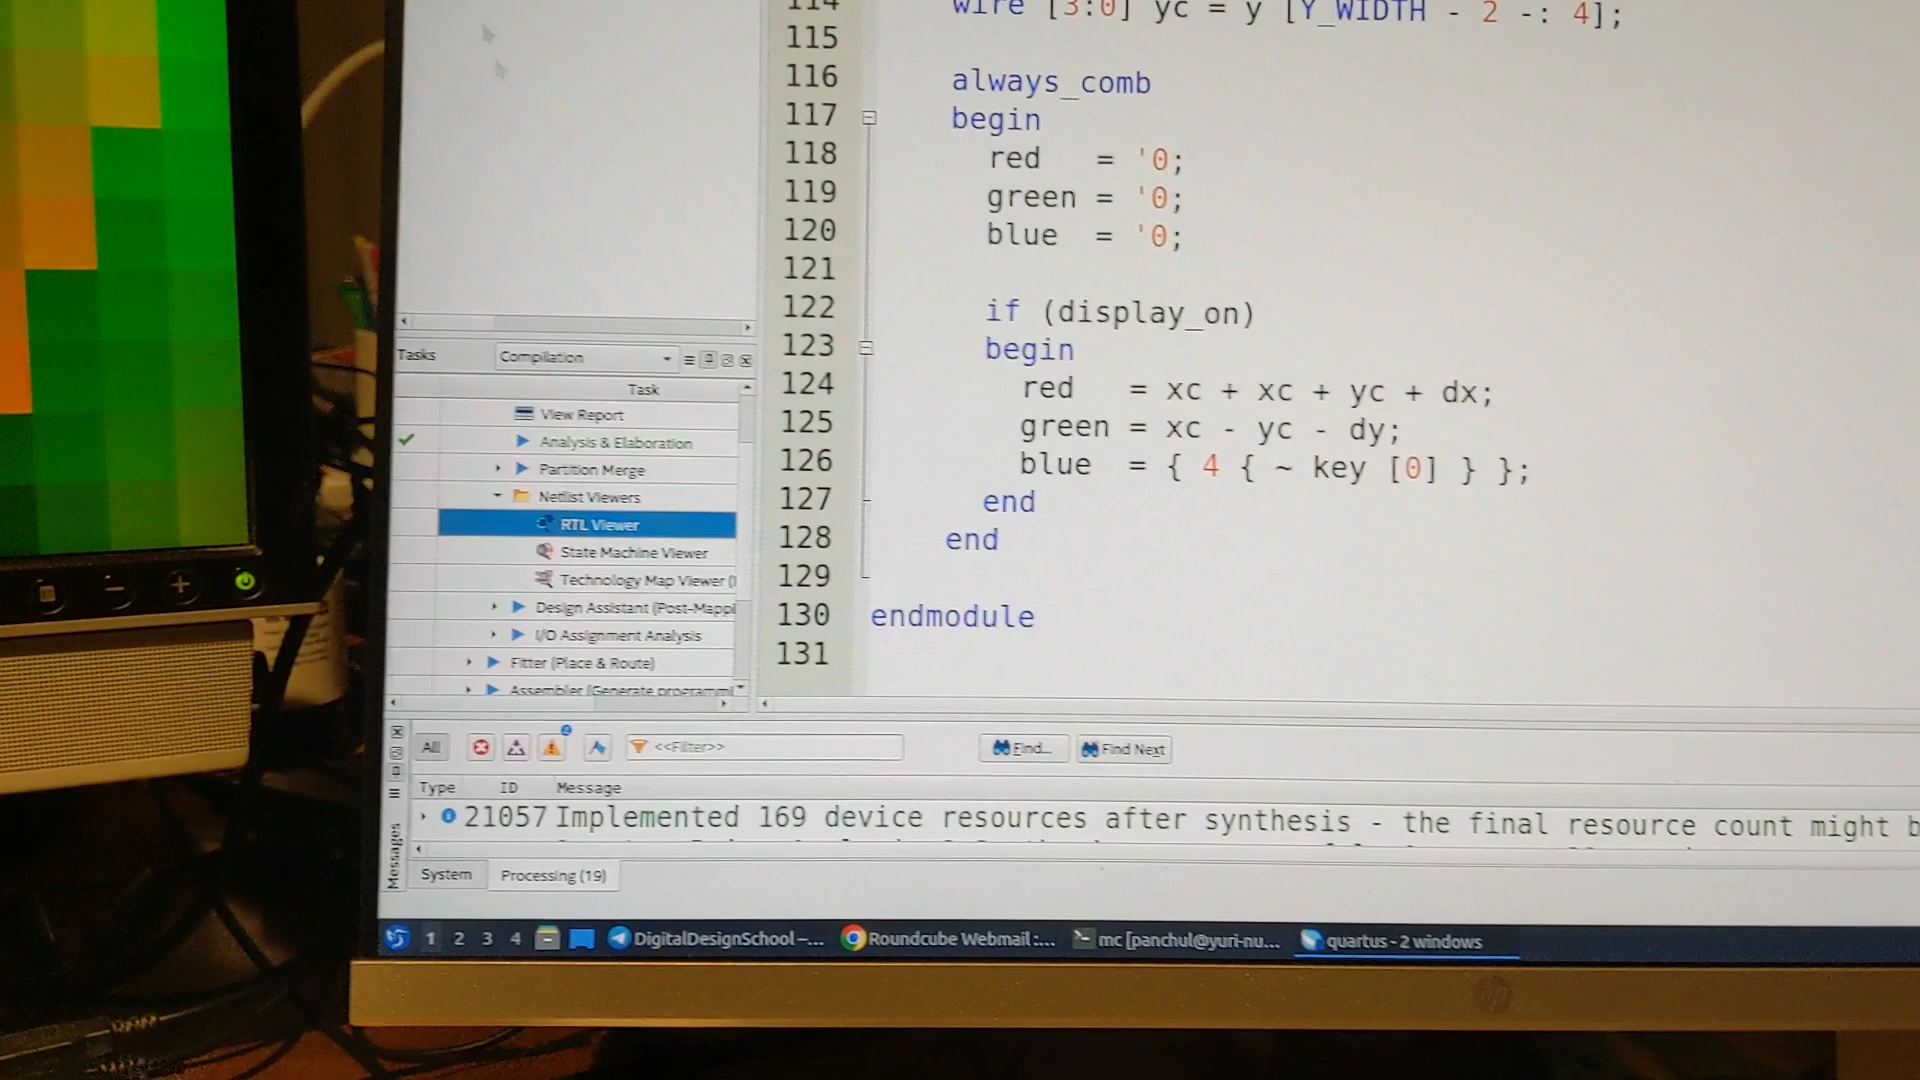 114 wire [3:0] yc = y [Y_WIDTH - 2 -: 4];
115
116 always_comb
117 begin
118 red = '0;
119 green = '0;
120 blue = '0;
121
122 if (display_on)
123 begin
124 red = xc + xc + yc + dx;
125 green = xc - yc - dy;
126 blue = { 4 { ~ key [0] } };
127 end
128 end
129
130 endmodule
131
Tasks Compilation
Task
View Report
Analysis & Elaboration
Partition Merge
Netlist Viewers
RTL Viewer
State Machine Viewer
Technology Map Viewer (
Design Assistant (Post-Mappi
I/O Assignment Analysis
Fitter (Place & Route)
Assembler (Generate programmi
All <<Filter>> Find... Find Next
Type ID Message
21057 Implemented 169 device resources after synthesis - the final resource count might b
Messages
System Processing (19)
1 2 3 4 DigitalDesignSchool –... Roundcube Webmail :... mc [panchul@yuri-nu... quartus - 2 windows
hp